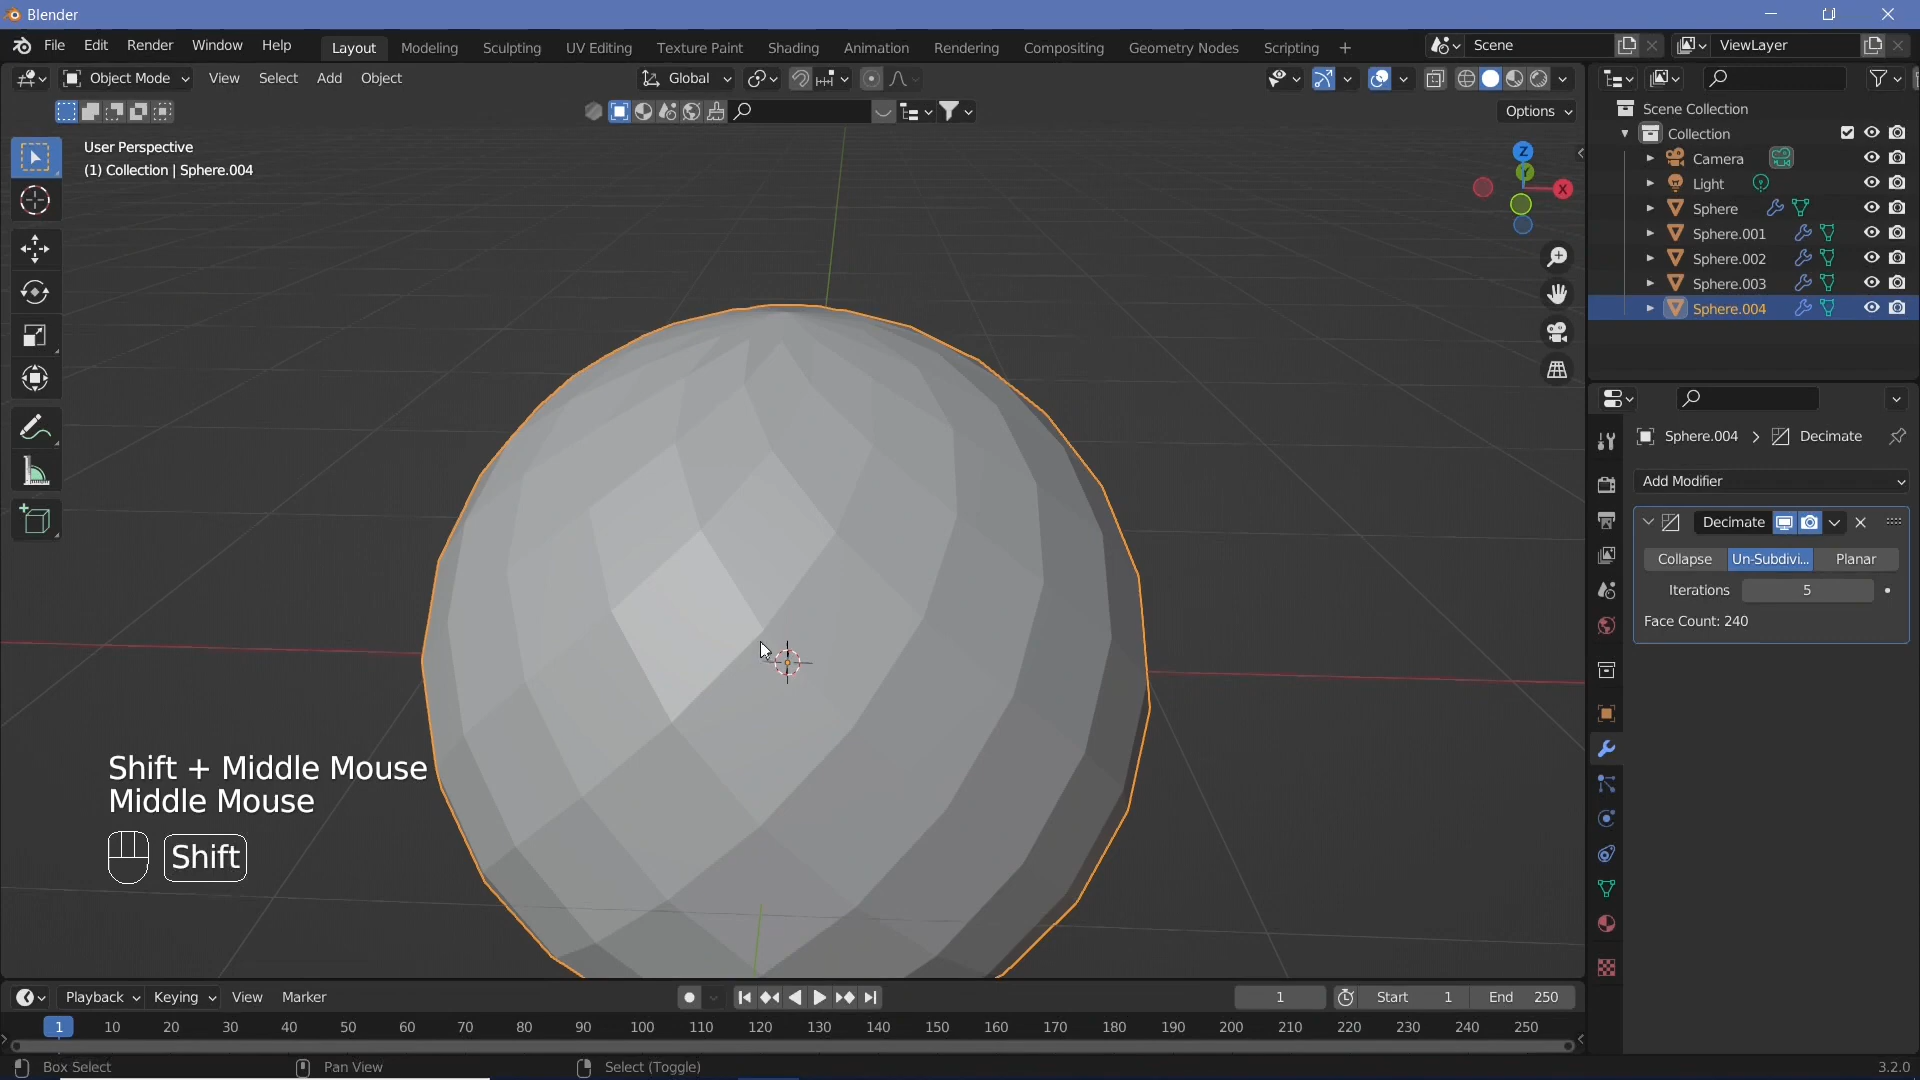 Blender
File Edit Render Window Help Layout Modeling Sculpting UV Editing Texture Paint Shading Animation Rendering Compositing Geometry Nodes Scripting + Scene ViewLayer
Object Mode View Select Add Object Global
Options
User Perspective
(1) Collection | Sphere.004
Z
Y
X
Scene Collection
Collection
Camera
Light
Sphere
Sphere.001
Sphere.002
Sphere.003
Sphere.004
Sphere.004 > Decimate
Add Modifier
Decimate
Collapse Un-Subdivi... Planar
Iterations 5
Face Count: 240
Shift + Middle Mouse
Middle Mouse
Shift
Playback Keying View Marker 1 Start 1 End 250
1 10 20 30 40 50 60 70 80 90 100 110 120 130 140 150 160 170 180 190 200 210 220 230 240 250
Box Select Pan View Select (Toggle) 3.2.0